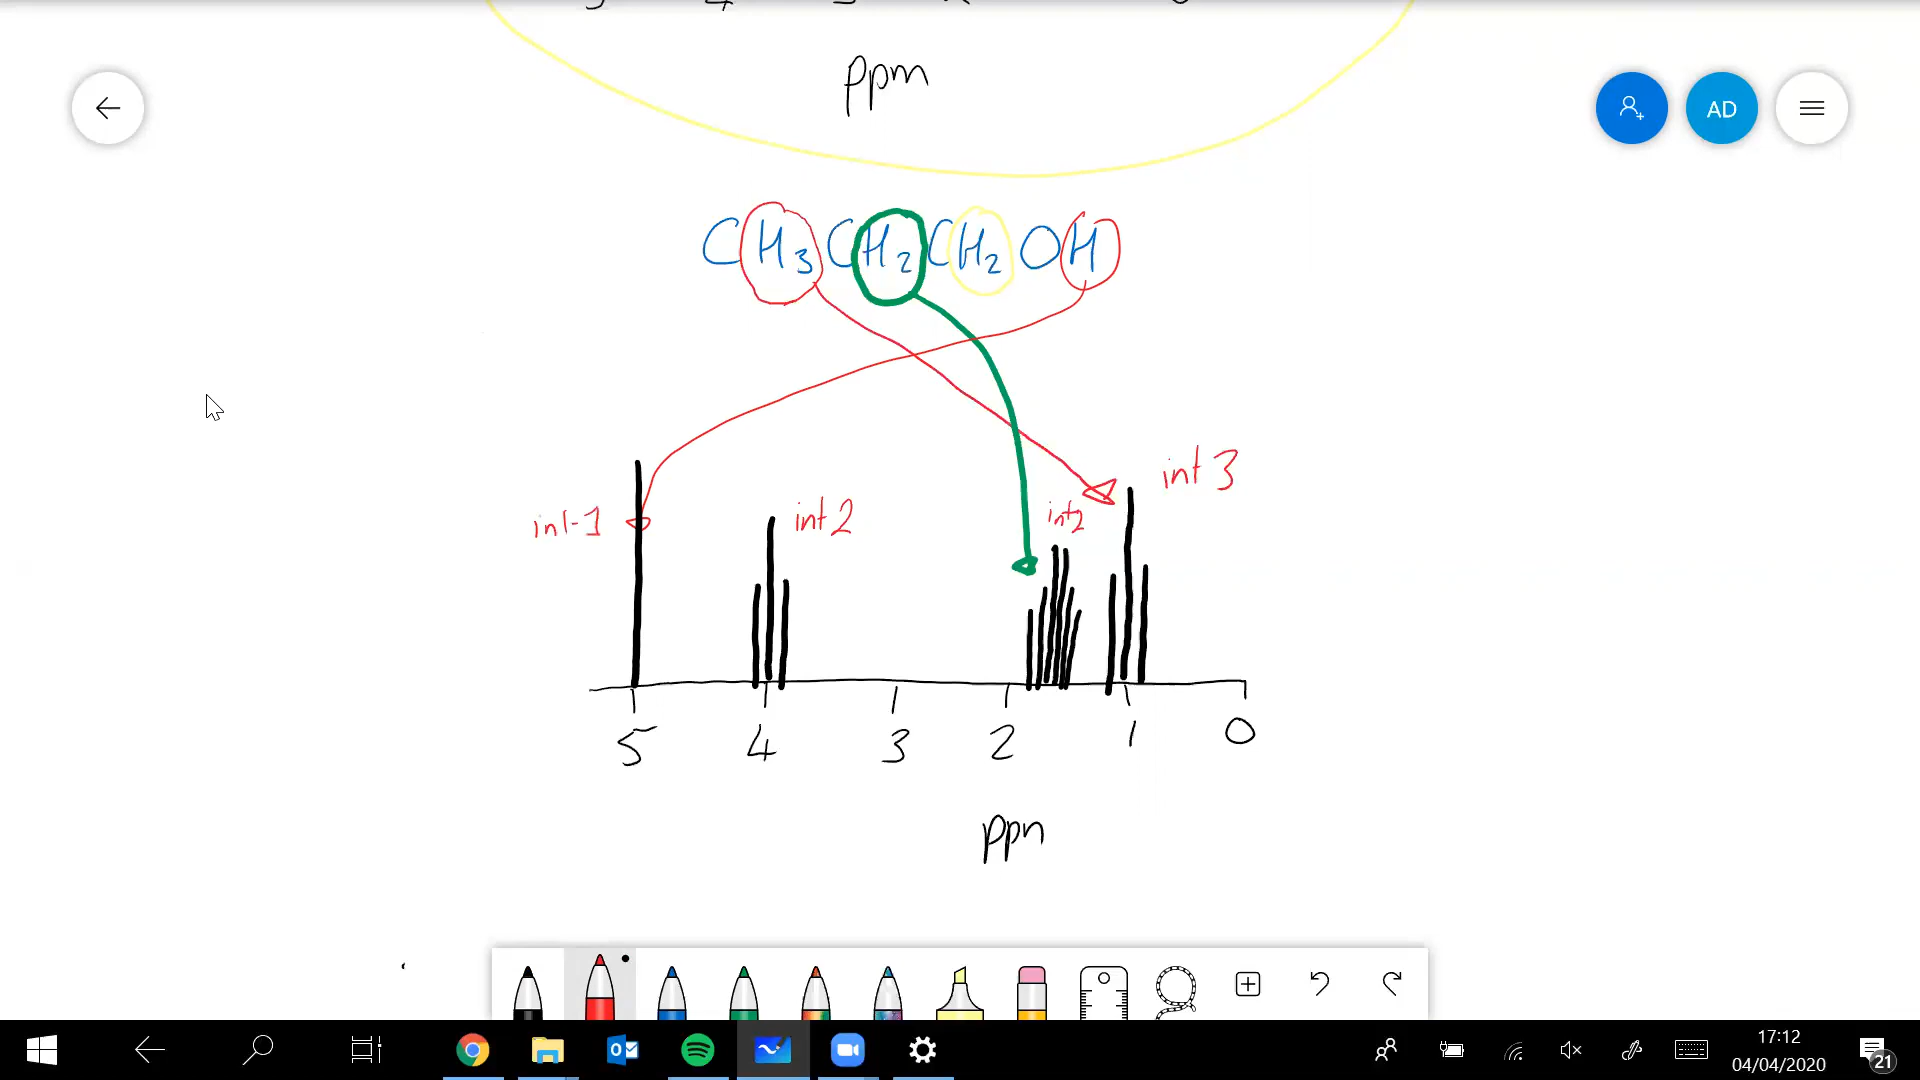 ppm
AD
CH3CH2CH2OH
int 3
int 1
int 2
int2
5 4 3 2 1 0
ppn
17:12
04/04/2020
21